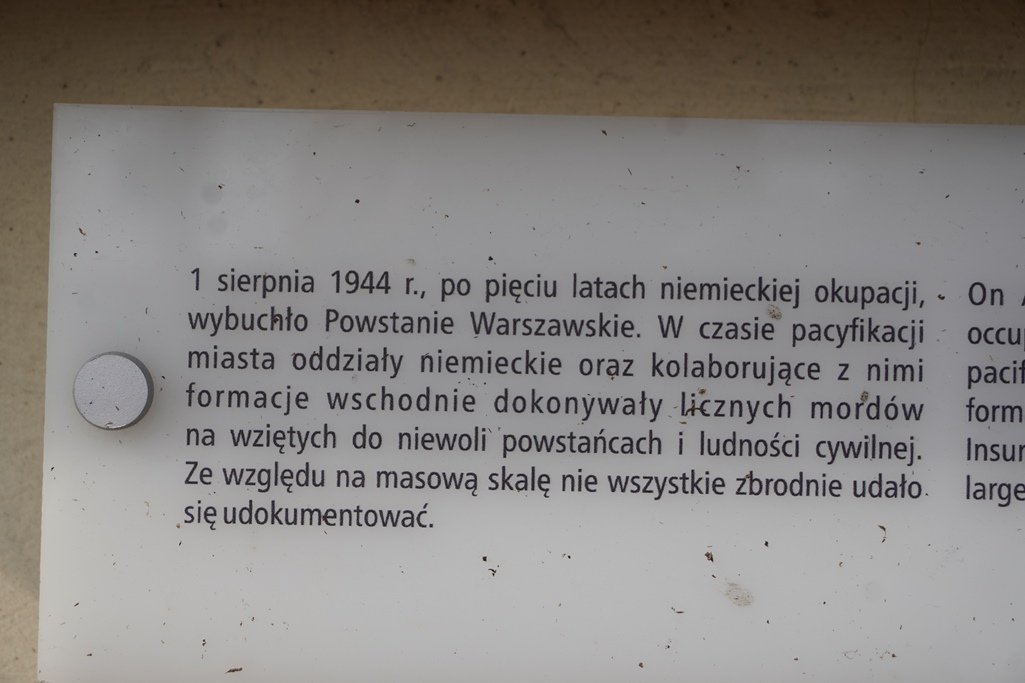 1 sierpnia 1944 r., po pięciu latach niemieckiej okupacji,
wybuchło Powstanie Warszawskie. W czasie pacyfikacji
miasta oddziały niemieckie oraz kolaborujące z nimi
formacje wschodnie dokonywały licznych mordów
na wziętych do niewoli powstańcach i ludności cywilnej.
Ze względu na masową skalę nie wszystkie zbrodnie udało
się udokumentować.
On
occu
pacif
form
Insur
large